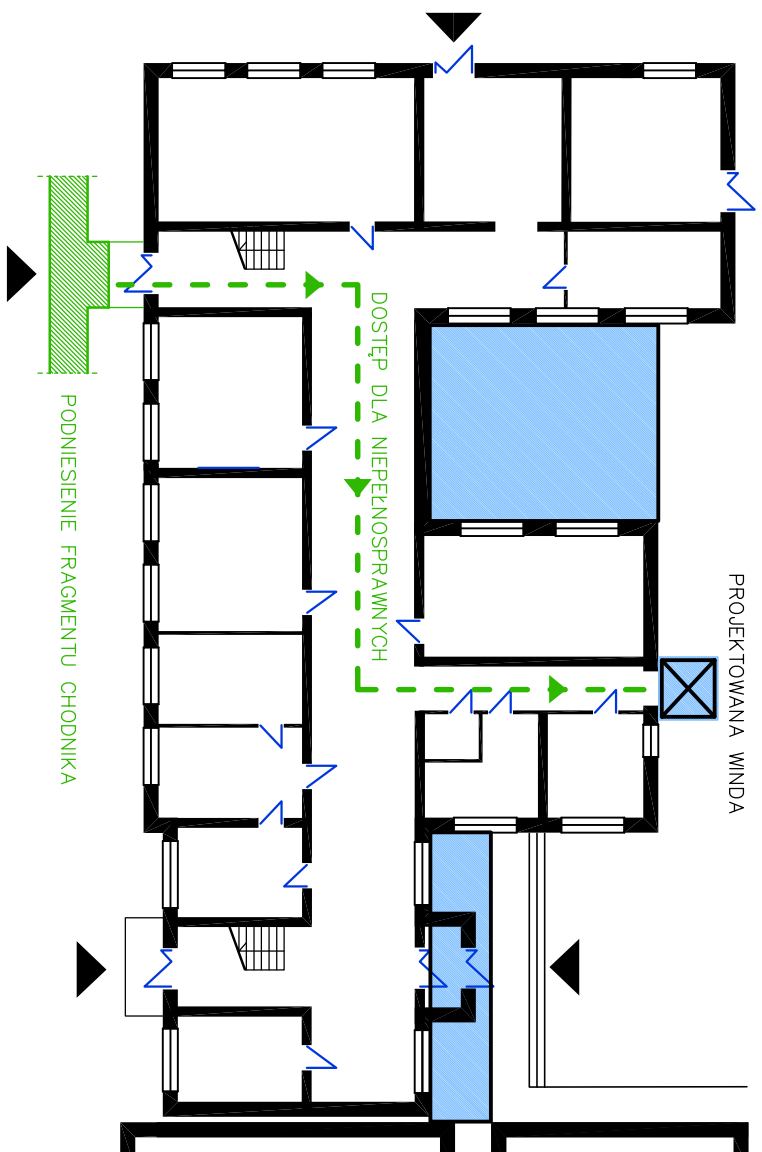 DOSTĘP DLA NIEPEŁNOSPRAWNYCH
PODNIESIENIE FRAGMENTU CHODNIKA
PROJEKTOWANA WINDA